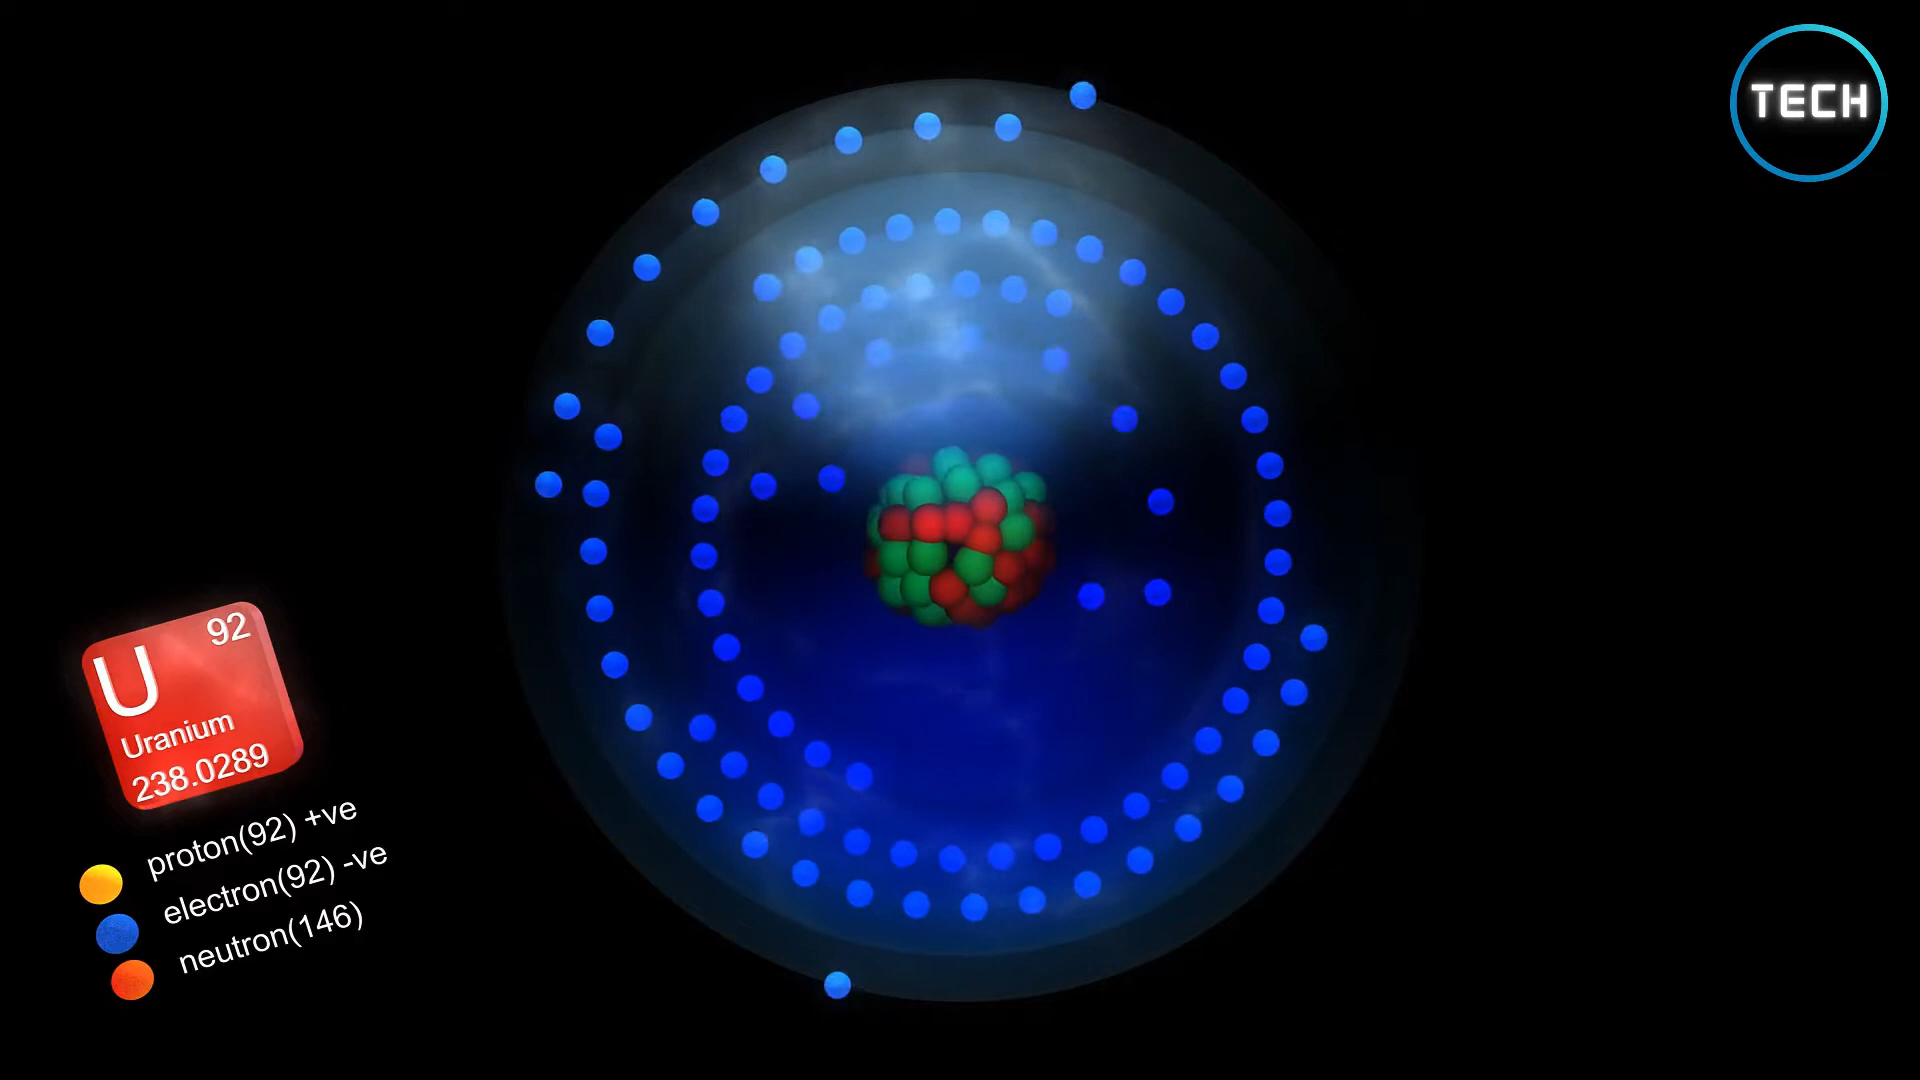 TECH
92
U
Uranium
238.0289
proton(92) +ve
electron(92) -ve
neutron(146)